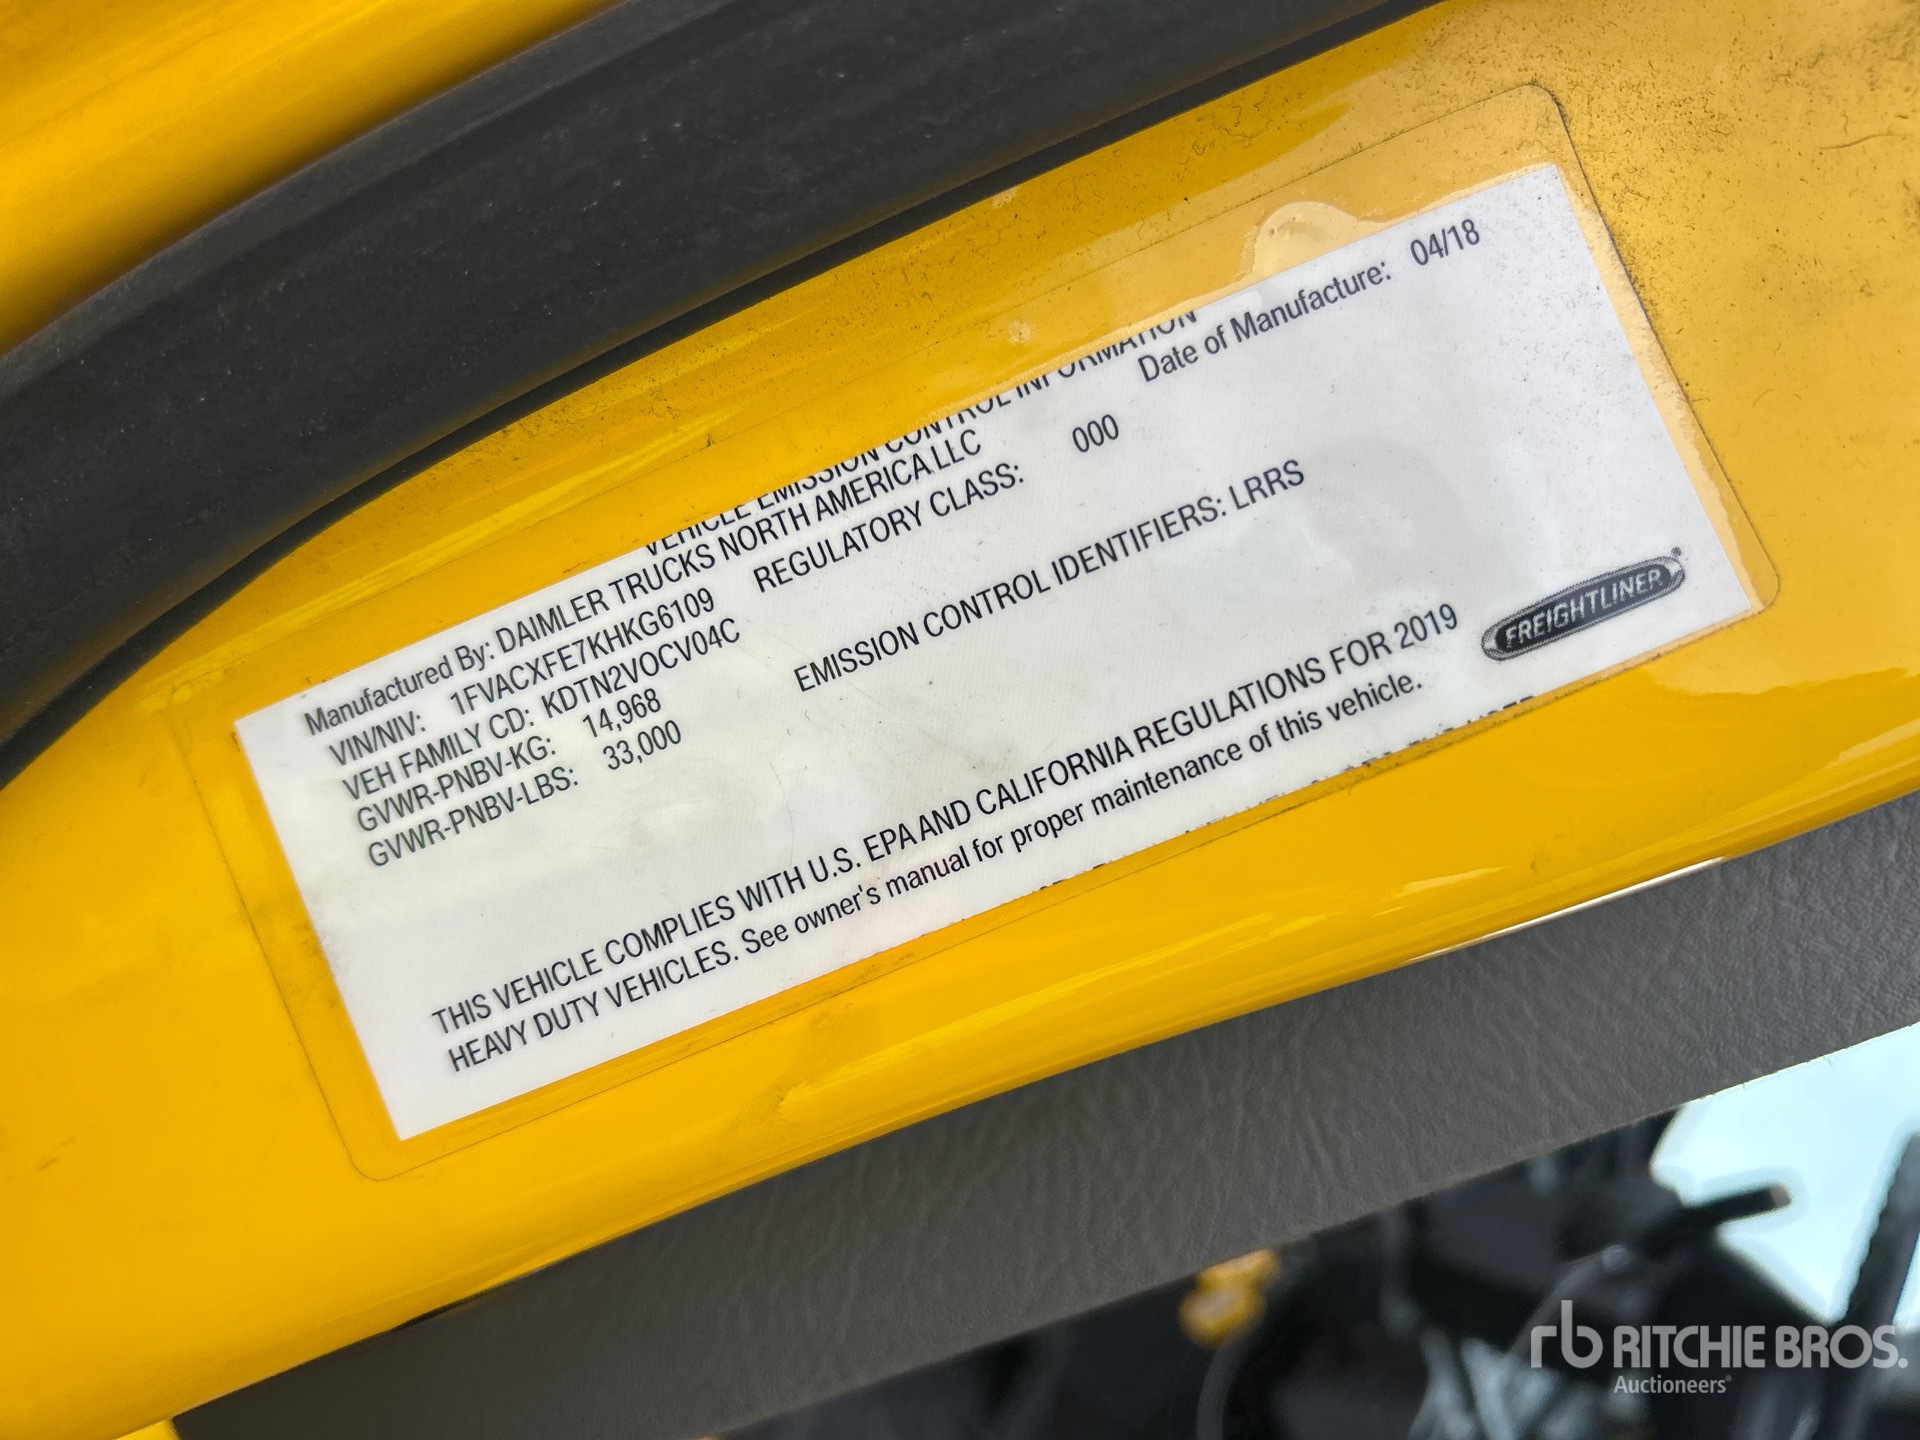 VEHICLE EMISSION CONTROL INFORMATION
Manufactured By: DAIMLER TRUCKS NORTH AMERICA LLC
Date of Manufacture: 04/18
VIN/NIV: 1FVACXFE7KHKG6109
REGULATORY CLASS: 000
VEH FAMILY CD: KDTN2VOCV04C
GVWR-PNBV-KG: 14,968
EMISSION CONTROL IDENTIFIERS: LRRS
GVWR-PNBV-LBS: 33,000
THIS VEHICLE COMPLIES WITH U.S. EPA AND CALIFORNIA REGULATIONS FOR 2019
HEAVY DUTY VEHICLES. See owner's manual for proper maintenance of this vehicle.
FREIGHTLINER
rb RITCHIE BROS.
Auctioneers